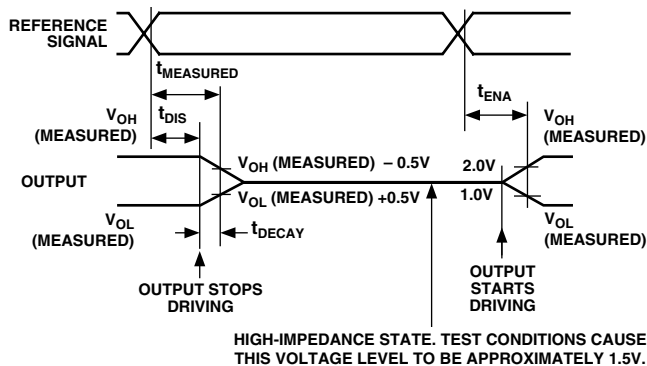 REFERENCE
SIGNAL
tMEASURED
tENA
VOH
(MEASURED)
tDIS
VOH
(MEASURED)
VOH (MEASURED) – 0.5V
2.0V
OUTPUT
VOL (MEASURED) +0.5V
1.0V
VOL
(MEASURED)
tDECAY
VOL
(MEASURED)
OUTPUT STOPS
DRIVING
OUTPUT
STARTS
DRIVING
HIGH-IMPEDANCE STATE. TEST CONDITIONS CAUSE
THIS VOLTAGE LEVEL TO BE APPROXIMATELY 1.5V.